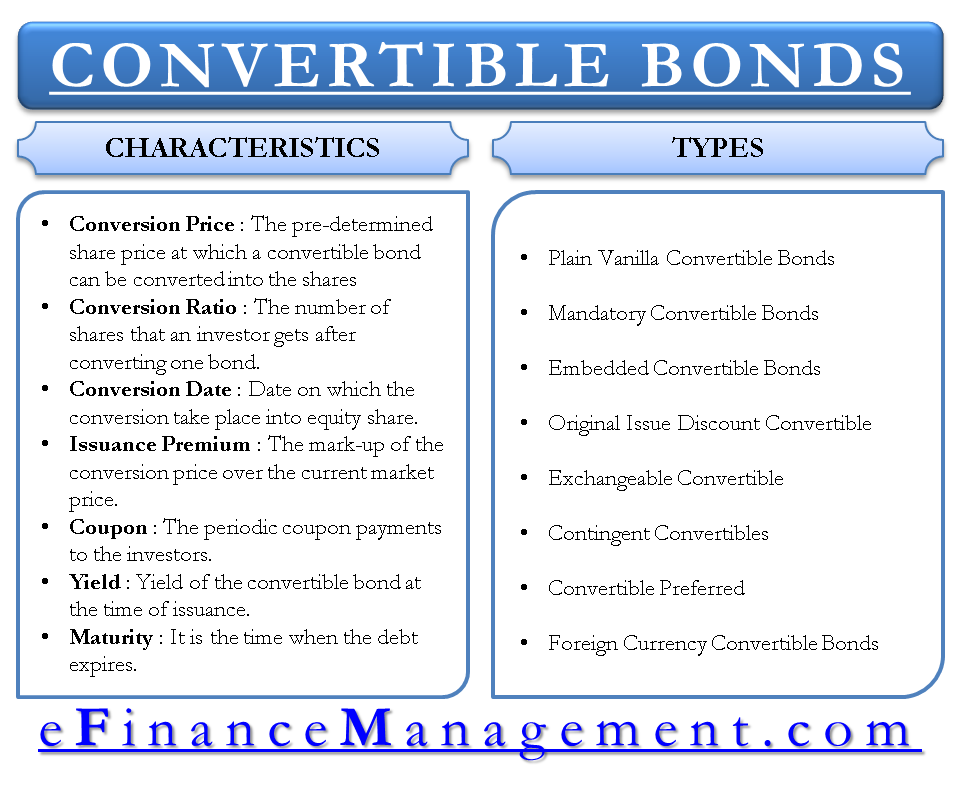 CONVERTIBLE BONDS
CHARACTERISTICS
• Conversion Price : The pre-determined
share price at which a convertible bond
can be converted into the shares
• Conversion Ratio : The number of
shares that an investor gets after
converting one bond.
• Conversion Date : Date on which the
conversion take place into equity share.
• Issuance Premium : The mark-up of the
conversion price over the current market
price.
• Coupon : The periodic coupon payments
to the investors.
• Yield : Yield of the convertible bond at
the time of issuance.
• Maturity : It is the time when the debt
expires.
TYPES
• Plain Vanilla Convertible Bonds
• Mandatory Convertible Bonds
• Embedded Convertible Bonds
• Original Issue Discount Convertible
• Exchangeable Convertible
• Contingent Convertibles
• Convertible Preferred
• Foreign Currency Convertible Bonds
eFinanceManagement.com